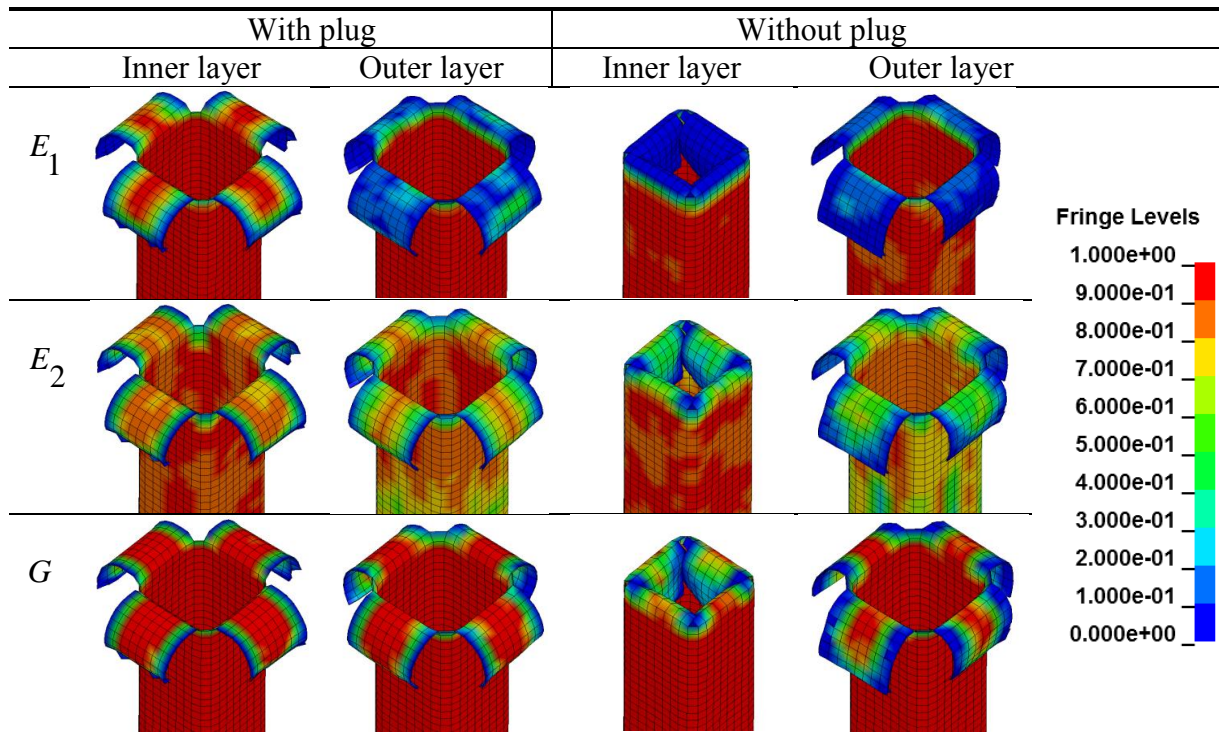 With plug Without plug
Inner layer Outer layer Inner layer Outer layer
E1
E2
G
Fringe Levels
1.000e+00
9.000e-01
8.000e-01
7.000e-01
6.000e-01
5.000e-01
4.000e-01
3.000e-01
2.000e-01
1.000e-01
0.000e+00